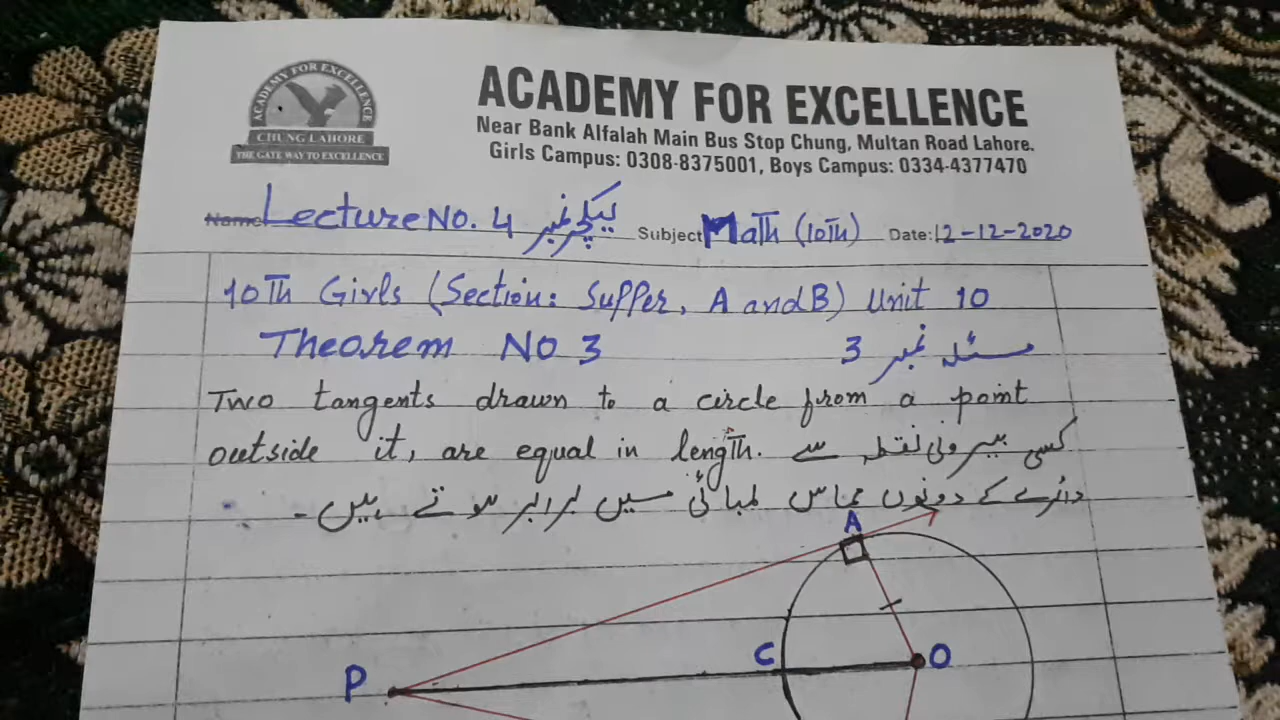 ACADEMY FOR EXCELLENCE
CHUNG LAHORE
THE GATE WAY TO EXCELLENCE
ACADEMY FOR EXCELLENCE
Near Bank Alfalah Main Bus Stop Chung, Multan Road Lahore.
Girls Campus: 0308-8375001, Boys Campus: 0334-4377470
Name Lecture No. 4 لیکچر نمبر Subject Math (10Th) Date: 12-12-2020
10Th Girls (Section: Supper, A and B) Unit 10
Theorem No 3 مسئلہ نمبر 3
Two tangents drawn to a circle from a point
outside it, are equal in length. کسی بیرونی نقطہ سے
دائرے کے دونوں مماس لمبائی میں برابر ہوتے ہیں۔
A
C O
P